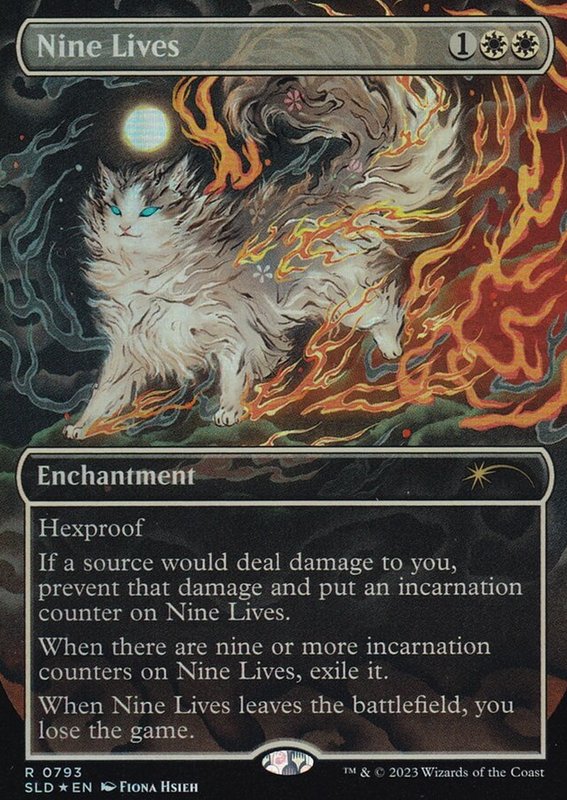 Nine Lives 1
Enchantment
Hexproof
If a source would deal damage to you,
prevent that damage and put an incarnation
counter on Nine Lives.
When there are nine or more incarnation
counters on Nine Lives, exile it.
When Nine Lives leaves the battlefield, you
lose the game.
R 0793
SLD ★ EN Fiona Hsieh
™ & © 2023 Wizards of the Coast